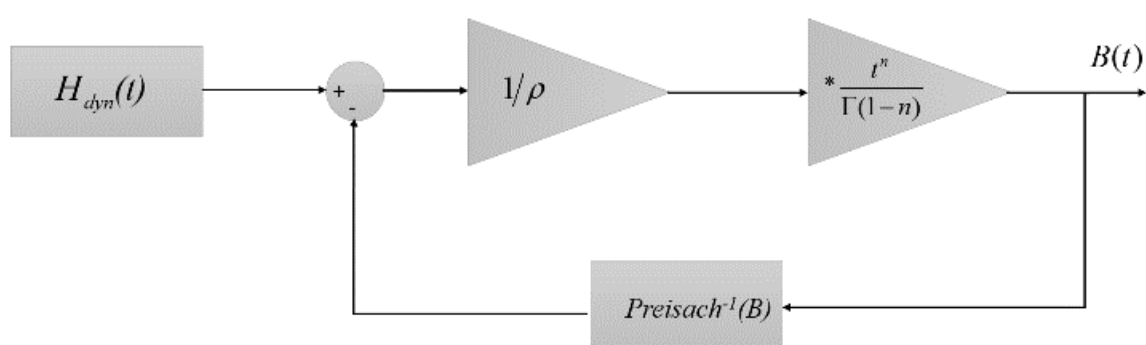 H_dyn(t)
+
-
1/ρ
* t^n / Γ(1-n)
B(t)
Preisach^-1(B)